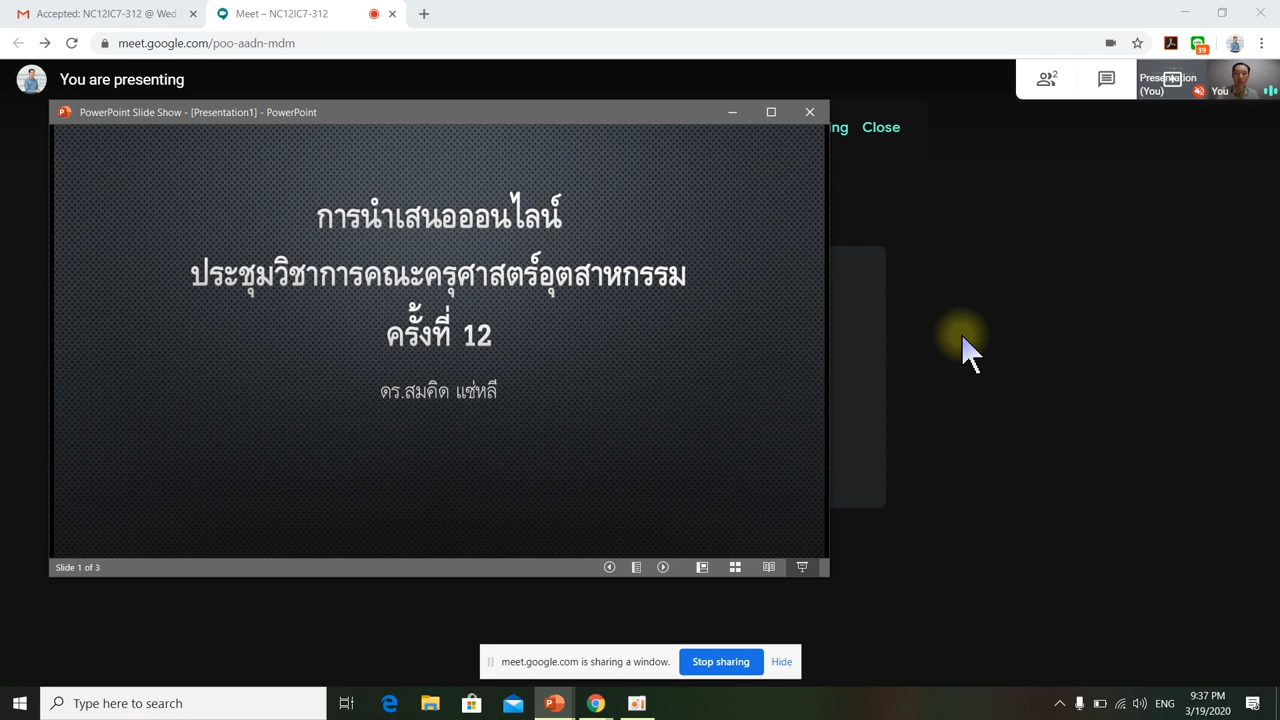 Accepted: NC12IC7-312 @ Wed
Meet – NC12IC7-312
meet.google.com/poo-aadn-mdm
39
You are presenting
2
Presentation
(You)
You
PowerPoint Slide Show - [Presentation1] - PowerPoint
ing
Close
การนำเสนอออนไลน์
ประชุมวิชาการคณะครุศาสตร์อุตสาหกรรม
ครั้งที่ 12
ดร.สมคิด แซ่หลี
Slide 1 of 3
meet.google.com is sharing a window.
Stop sharing
Hide
Type here to search
ENG
9:37 PM
3/19/2020